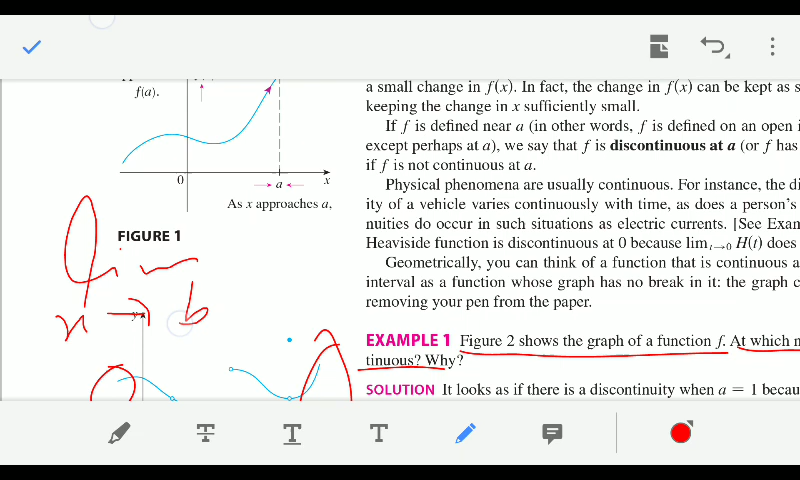 f(a).
0
a
x
As x approaches a,
FIGURE 1
lim
x → b
y
a small change in f(x). In fact, the change in f(x) can be kept as s
keeping the change in x sufficiently small.
If f is defined near a (in other words, f is defined on an open i
except perhaps at a), we say that f is discontinuous at a (or f has
if f is not continuous at a.
Physical phenomena are usually continuous. For instance, the di
ity of a vehicle varies continuously with time, as does a person's
nuities do occur in such situations as electric currents. [See Exam
Heaviside function is discontinuous at 0 because lim t→0 H(t) does
Geometrically, you can think of a function that is continuous a
interval as a function whose graph has no break in it: the graph c
removing your pen from the paper.
EXAMPLE 1 Figure 2 shows the graph of a function f. At which n
tinuous? Why?
SOLUTION It looks as if there is a discontinuity when a = 1 becau
T
T
T